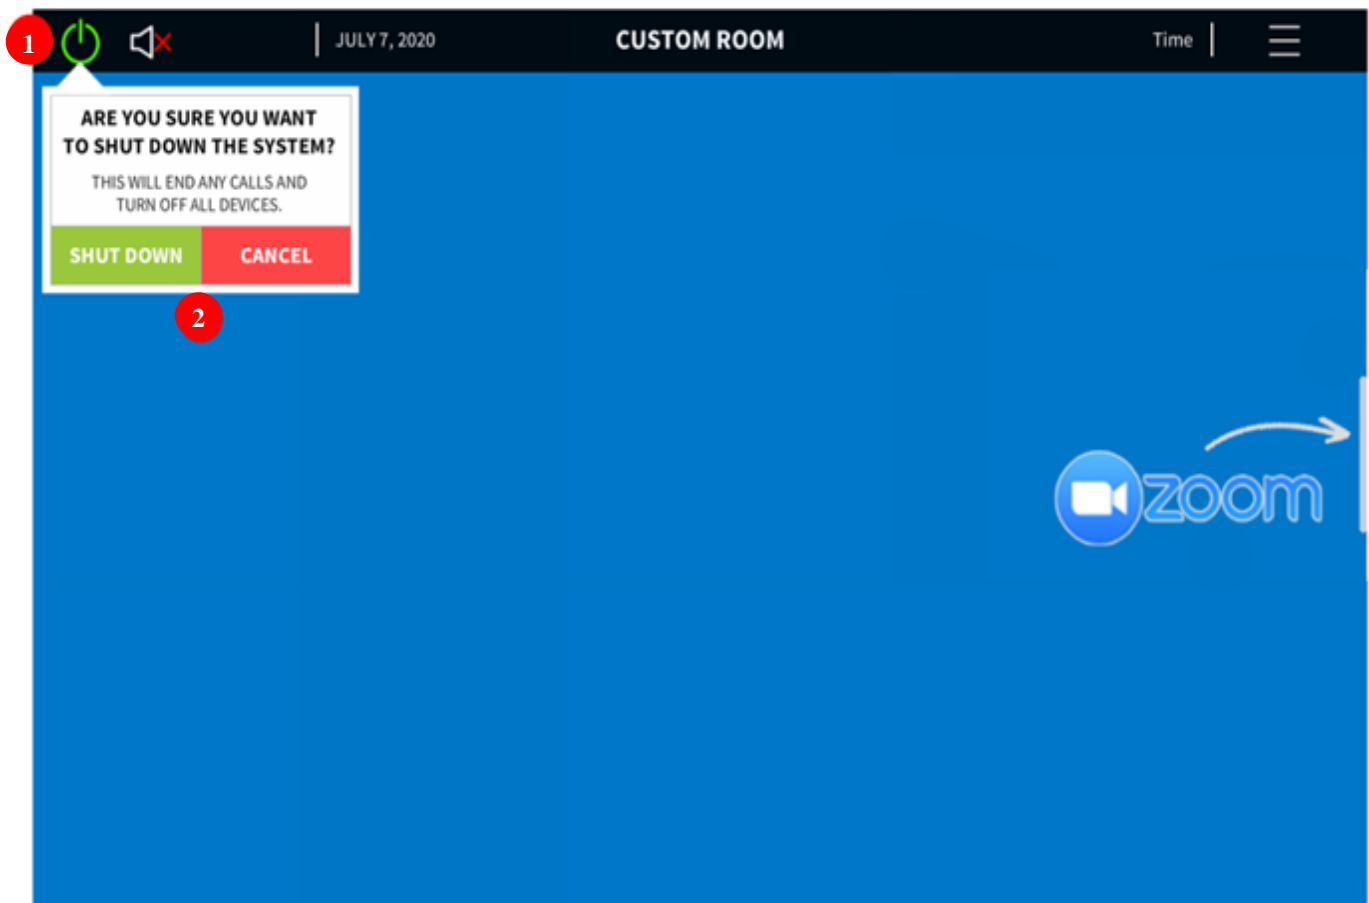 1
JULY 7, 2020
CUSTOM ROOM
Time
ARE YOU SURE YOU WANT
TO SHUT DOWN THE SYSTEM?
THIS WILL END ANY CALLS AND
TURN OFF ALL DEVICES.
SHUT DOWN
CANCEL
2
zoom